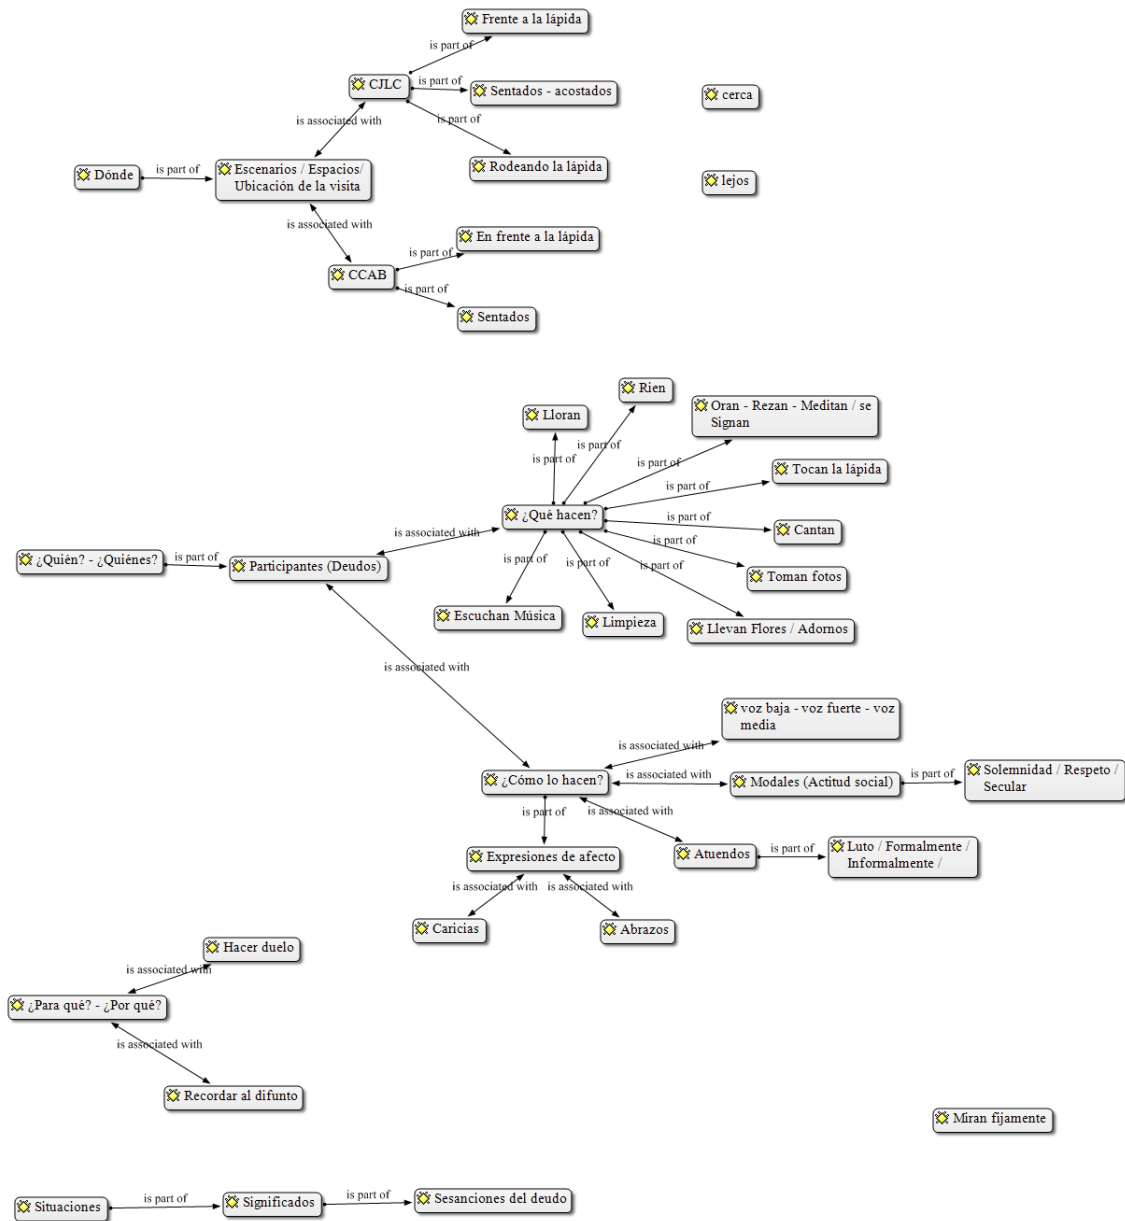 Frente a la lápida
is part of
CJLC
is part of
Sentados - acostados
cerca
is associated with
is part of
Dónde
is part of
Escenarios / Espacios/
Ubicación de la visita
Rodeando la lápida
lejos
is associated with
En frente a la lápida
is part of
CCAB
is part of
Sentados
Rien
Lloran
Oran - Rezan - Meditan / se
Signan
is part of
is part of
is part of
Tocan la lápida
is part of
¿Qué hacen?
is part of
Cantan
is associated with
is part of
¿Quién? - ¿Quiénes?
is part of
Participantes (Deudos)
is part of
is part of
is part of
Toman fotos
Escuchan Música
Limpieza
Llevan Flores / Adornos
is associated with
voz baja - voz fuerte - voz
media
is associated with
¿Cómo lo hacen?
is associated with
Modales (Actitud social)
is part of
Solemnidad / Respeto /
Secular
is part of
is associated with
Expresiones de afecto
Atuendos
is part of
Luto / Formalmente /
Informalmente /
is associated with
is associated with
Caricias
Abrazos
Hacer duelo
is associated with
¿Para qué? - ¿Por qué?
is associated with
Recordar al difunto
Miran fijamente
Situaciones
is part of
Significados
is part of
Sesanciones del deudo